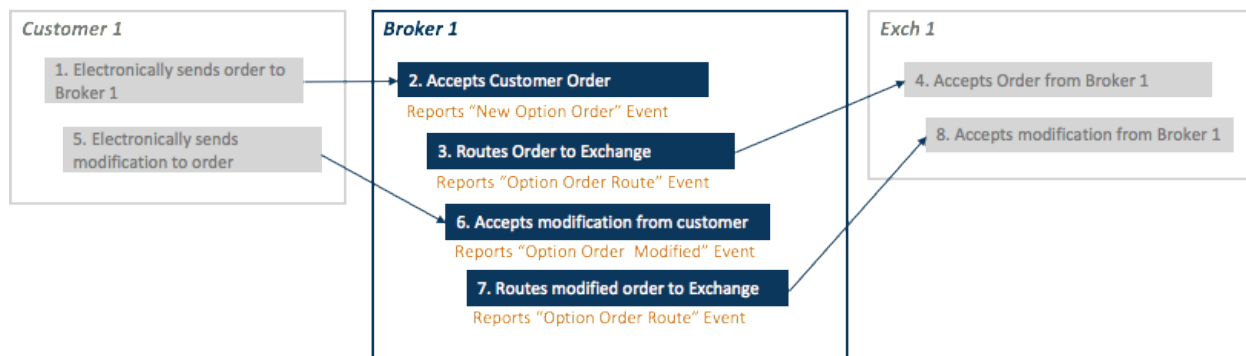 Customer 1
1. Electronically sends order to
Broker 1
5. Electronically sends
modification to order
Broker 1
2. Accepts Customer Order
Reports “New Option Order” Event
3. Routes Order to Exchange
Reports “Option Order Route” Event
6. Accepts modification from customer
Reports “Option Order  Modified” Event
7. Routes modified order to Exchange
Reports “Option Order Route” Event
Exch 1
4. Accepts Order from Broker 1
8. Accepts modification from Broker 1